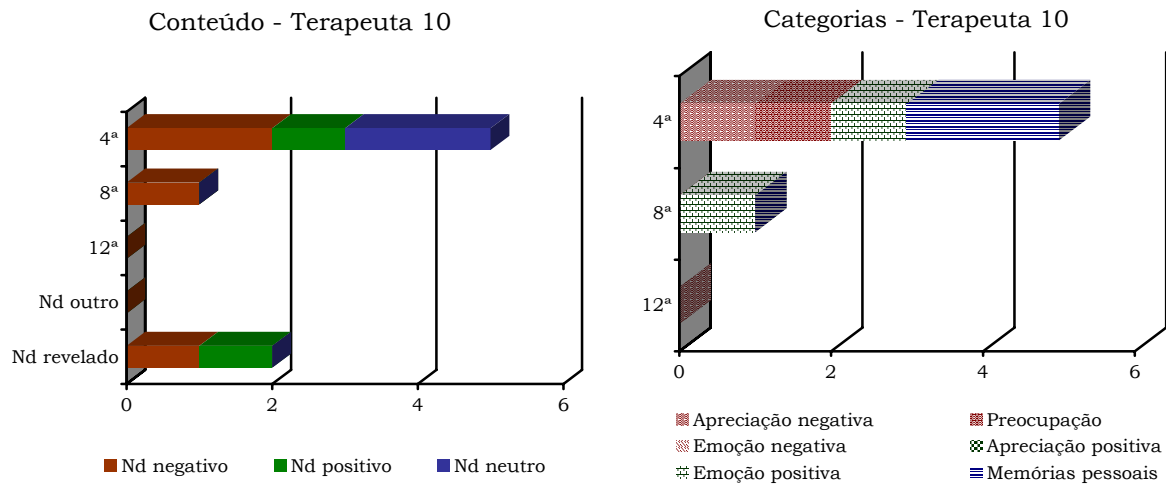 Conteúdo - Terapeuta 10
4ª
8ª
12ª
Nd outro
Nd revelado
0 2 4 6
Nd negativo Nd positivo Nd neutro
Categorias - Terapeuta 10
4ª
8ª
12ª
0 2 4 6
Apreciação negativa Preocupação
Emoção negativa Apreciação positiva
Emoção positiva Memórias pessoais